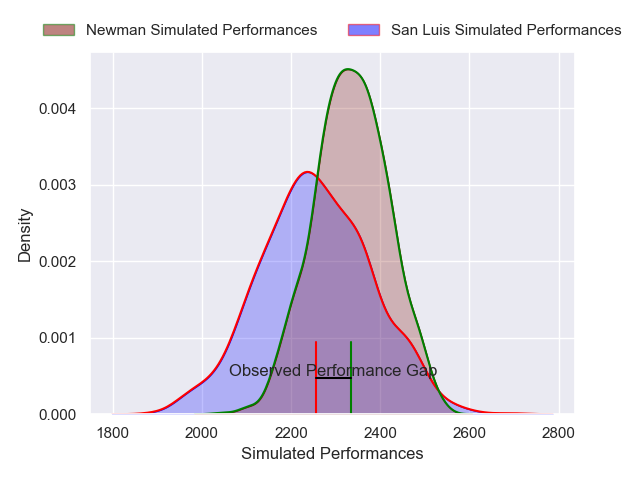 Newman Simulated Performances
San Luis Simulated Performances
Density
0.004
0.003
0.002
0.001
0.000
Observed Performance Gap
1800 2000 2200 2400 2600 2800
Simulated Performances